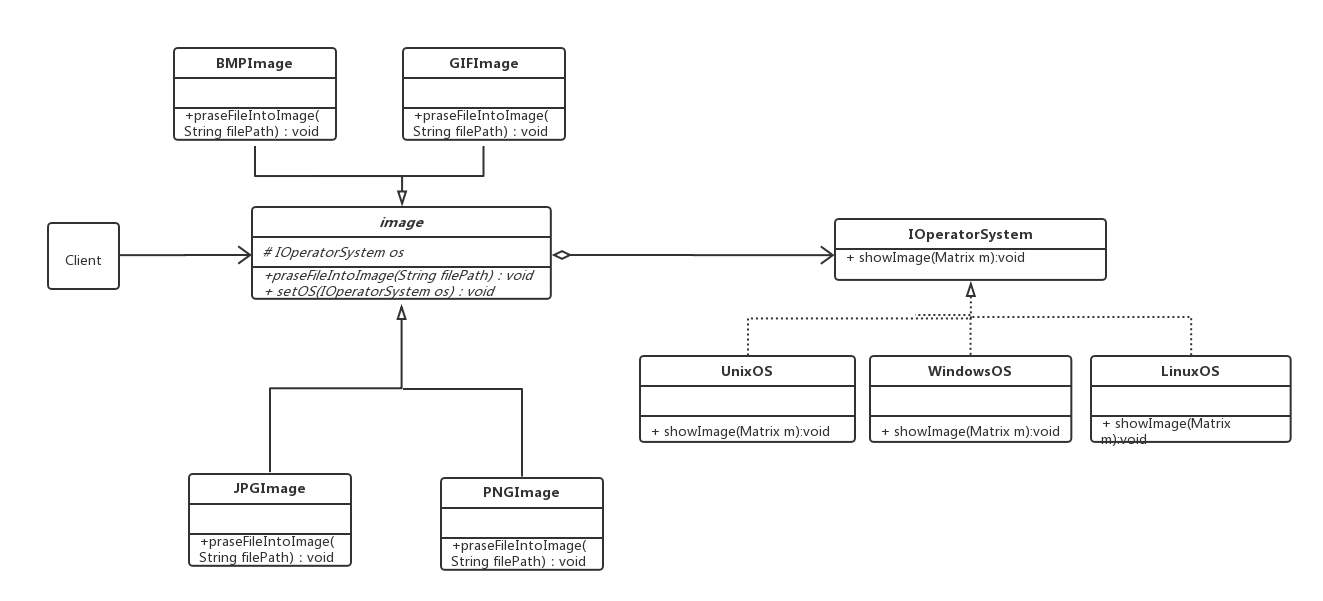 BMPImage
+praseFileIntoImage(
String filePath) : void
GIFImage
+praseFileIntoImage(
String filePath) : void
Client
image
# IOperatorSystem os
+praseFileIntoImage(String filePath) : void
+ setOS(IOperatorSystem os) : void
IOperatorSystem
+ showImage(Matrix m):void
UnixOS
+ showImage(Matrix m):void
WindowsOS
+ showImage(Matrix m):void
LinuxOS
+ showImage(Matrix
m):void
JPGImage
+praseFileIntoImage(
String filePath) : void
PNGImage
+praseFileIntoImage(
String filePath) : void